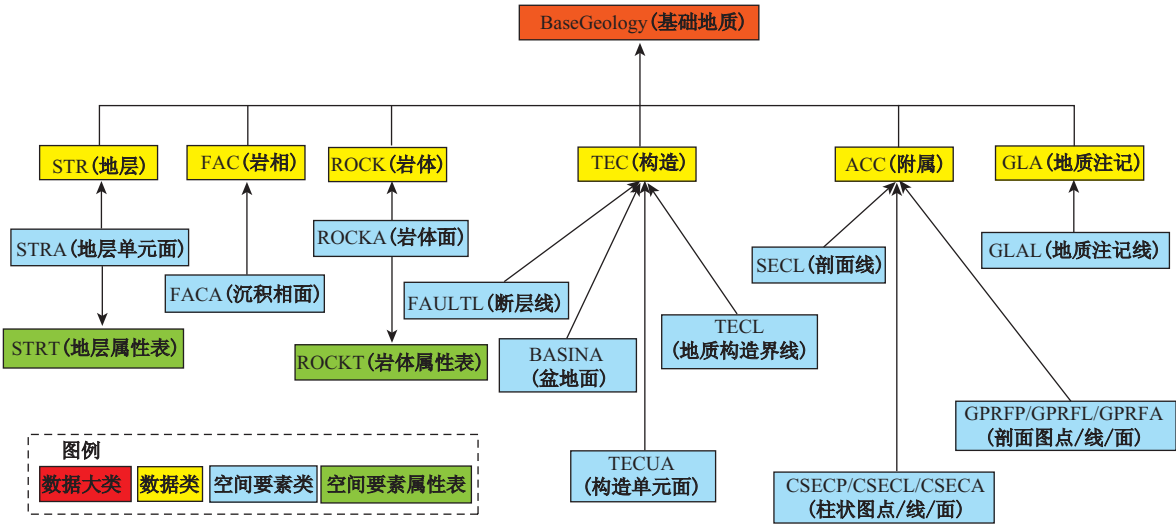 BaseGeology(基础地质)
STR(地层)
FAC(岩相)
ROCK(岩体)
TEC(构造)
ACC(附属)
GLA(地质注记)
STRA(地层单元面)
ROCKA(岩体面)
SECL(剖面线)
GLAL(地质注记线)
FACA(沉积相面)
FAULTL(断层线)
STRT(地层属性表)
ROCKT(岩体属性表)
BASINA
(盆地面)
TECL
(地质构造界线)
GPRFP/GPRFL/GPRFA
(剖面图点/线/面)
TECUA
(构造单元面)
CSECP/CSECL/CSECA
(柱状图点/线/面)
图例
数据大类
数据类
空间要素类
空间要素属性表